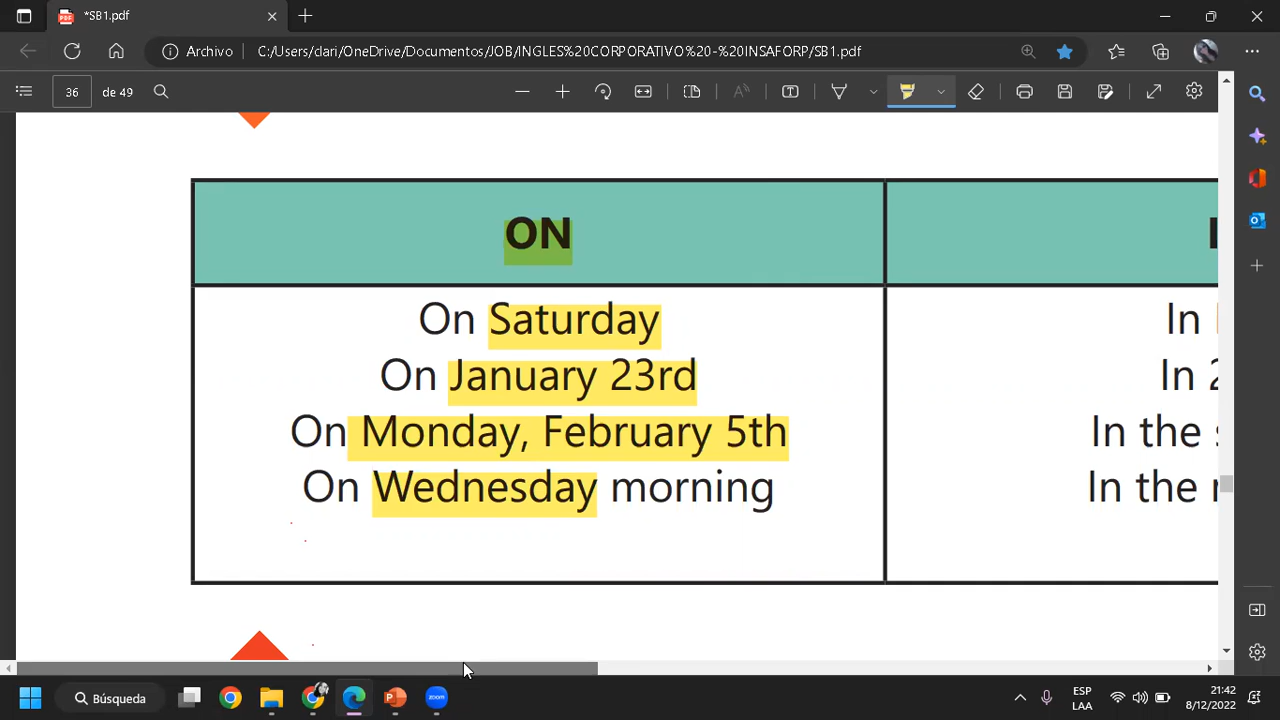 *SB1.pdf
Archivo
C:/Users/clari/OneDrive/Documentos/JOB/INGLES%20CORPORATIVO%20-%20INSAFORP/SB1.pdf
36
de 49
ON
On Saturday
On January 23rd
On Monday, February 5th
On Wednesday morning
In
In 2
In the
In the
Búsqueda
zoom
ESP
LAA
21:42
8/12/2022